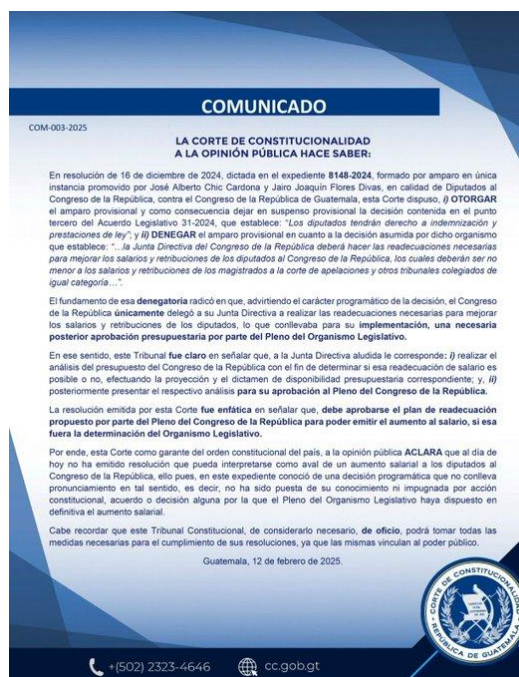 COMUNICADO
COM-003-2025
LA CORTE DE CONSTITUCIONALIDAD
A LA OPINIÓN PÚBLICA HACE SABER:
En resolución de 16 de diciembre de 2024, dictada en el expediente 8148-2024, formado por amparo en única
instancia promovido por José Alberto Chic Cardona y Jairo Joaquín Flores Divas, en calidad de Diputados al
Congreso de la República, contra el Congreso de la República de Guatemala, esta Corte dispuso, i) OTORGAR
el amparo provisional y como consecuencia dejar en suspenso provisional la decisión contenida en el punto
tercero del Acuerdo Legislativo 31-2024, que establece: “Los diputados tendrán derecho a indemnización y
prestaciones de ley”; y ii) DENEGAR el amparo provisional en cuanto a la decisión asumida por dicho organismo
que establece: “…la Junta Directiva del Congreso de la República deberá hacer las readecuaciones necesarias
para mejorar los salarios y retribuciones de los diputados al Congreso de la República, los cuales deberán ser no
menor a los salarios y retribuciones de los magistrados a la corte de apelaciones y otros tribunales colegiados de
igual categoría…”.
El fundamento de esa denegatoria radicó en que, advirtiendo el carácter programático de la decisión, el Congreso
de la República únicamente delegó a su Junta Directiva a realizar las readecuaciones necesarias para mejorar
los salarios y retribuciones de los diputados, lo que conllevaba para su implementación, una necesaria
posterior aprobación presupuestaria por parte del Pleno del Organismo Legislativo.
En ese sentido, este Tribunal fue claro en señalar que, a la Junta Directiva aludida le corresponde: i) realizar el
análisis del presupuesto del Congreso de la República con el fin de determinar si esa readecuación de salario es
posible o no, efectuando la proyección y el dictamen de disponibilidad presupuestaria correspondiente; y, ii)
posteriormente presentar el respectivo análisis para su aprobación al Pleno del Congreso de la República.
La resolución emitida por esta Corte fue enfática en señalar que, debe aprobarse el plan de readecuación
propuesto por parte del Pleno del Congreso de la República para poder emitir el aumento al salario, si esa
fuera la determinación del Organismo Legislativo.
Por ende, esta Corte como garante del orden constitucional del país, a la opinión pública ACLARA que al día de
hoy no ha emitido resolución que pueda interpretarse como aval de un aumento salarial a los diputados al
Congreso de la República, ello pues, en este expediente conoció de una decisión programática que no conlleva
pronunciamiento en tal sentido, es decir, no ha sido puesta de su conocimiento ni impugnada por acción
constitucional, acuerdo o decisión alguna por la que el Pleno del Organismo Legislativo haya dispuesto en
definitiva el aumento salarial.
Cabe recordar que este Tribunal Constitucional, de considerarlo necesario, de oficio, podrá tomar todas las
medidas necesarias para el cumplimiento de sus resoluciones, ya que las mismas vinculan al poder público.
Guatemala, 12 de febrero de 2025.
CORTE DE CONSTITUCIONALIDAD
REPÚBLICA DE GUATEMALA
+(502) 2323-4646
cc.gob.gt